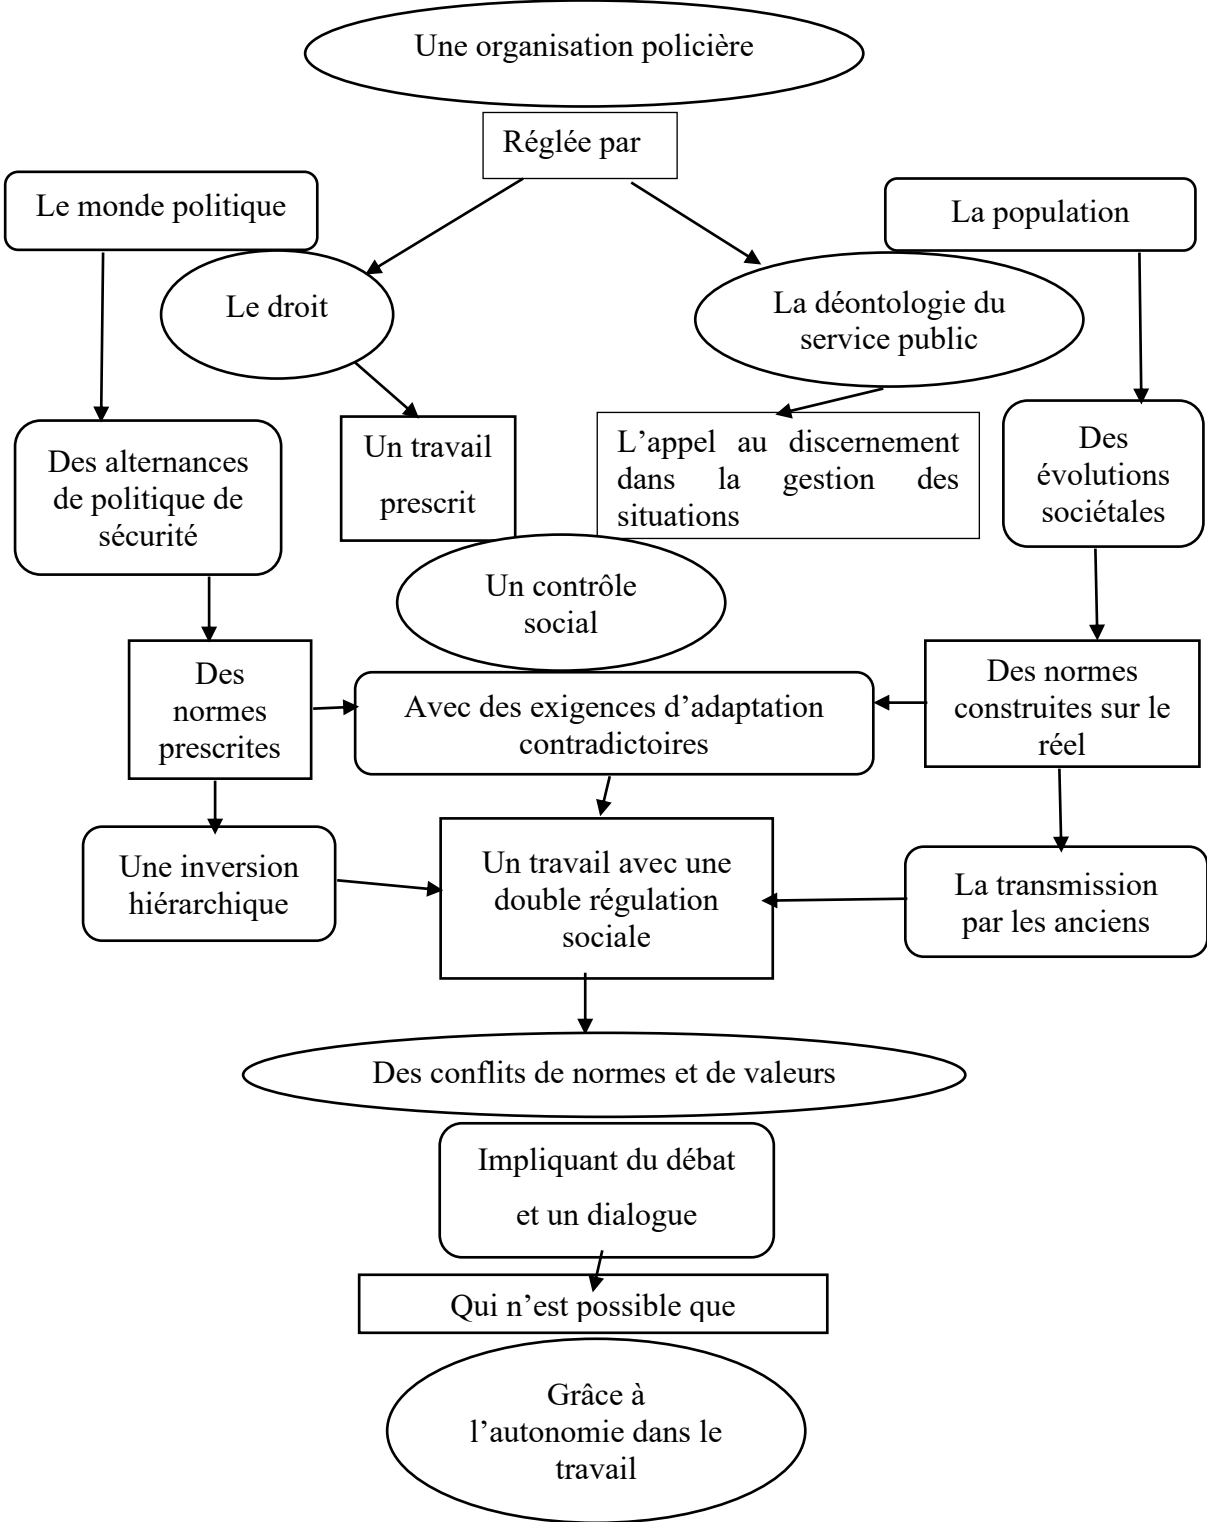 Une organisation policière
Réglée par
Le monde politique
La population
Le droit
La déontologie du
service public
Des alternances
de politique de
sécurité
Un travail
prescrit
L’appel au discernement
dans la gestion des
situations
Des
évolutions
sociétales
Un contrôle
social
Des
normes
prescrites
Avec des exigences d’adaptation
contradictoires
Des normes
construites sur le
réel
Une inversion
hiérarchique
Un travail avec une
double régulation
sociale
La transmission
par les anciens
Des conflits de normes et de valeurs
Impliquant du débat
et un dialogue
Qui n’est possible que
Grâce à
l’autonomie dans le
travail